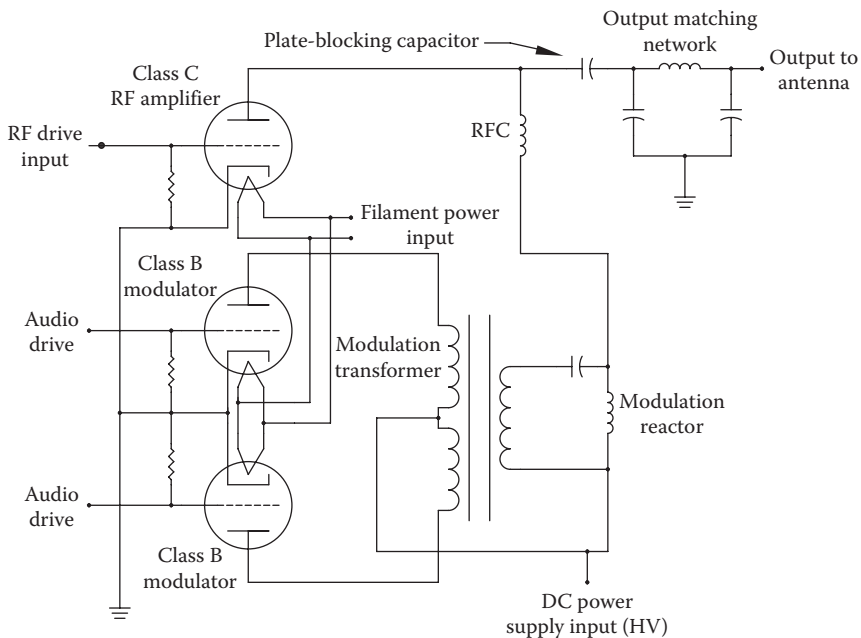 Output matching
network
Plate-blocking capacitor
Output to
antenna
Class C
RF amplifier
RFC
RF drive
input
Filament power
input
Class B
modulator
Audio
drive
Modulation
transformer
Modulation
reactor
Audio
drive
Class B
modulator
DC power
supply input (HV)